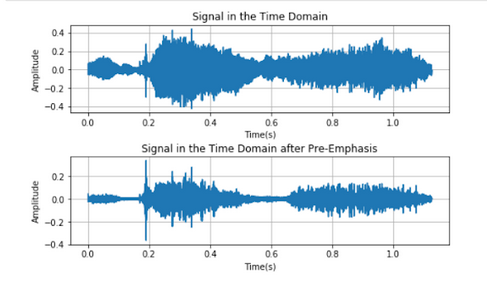 Signal in the Time Domain
0.4
0.2
0.0
−0.2
−0.4
Amplitude
0.0 0.2 0.4 0.6 0.8 1.0
Time(s)
Signal in the Time Domain after Pre-Emphasis
0.2
0.0
−0.2
−0.4
Amplitude
0.0 0.2 0.4 0.6 0.8 1.0
Time(s)